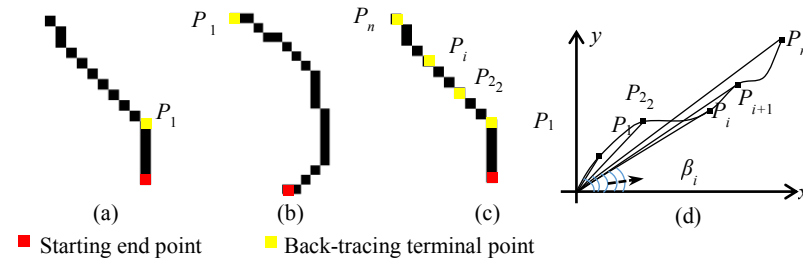 P1
(a)
P1
(b)
Pn
Pi
P22
P1
(c)
y
Pn
Pi+1
P22
P1
Pi
βi
x
(d)
Starting end point
Back-tracing terminal point